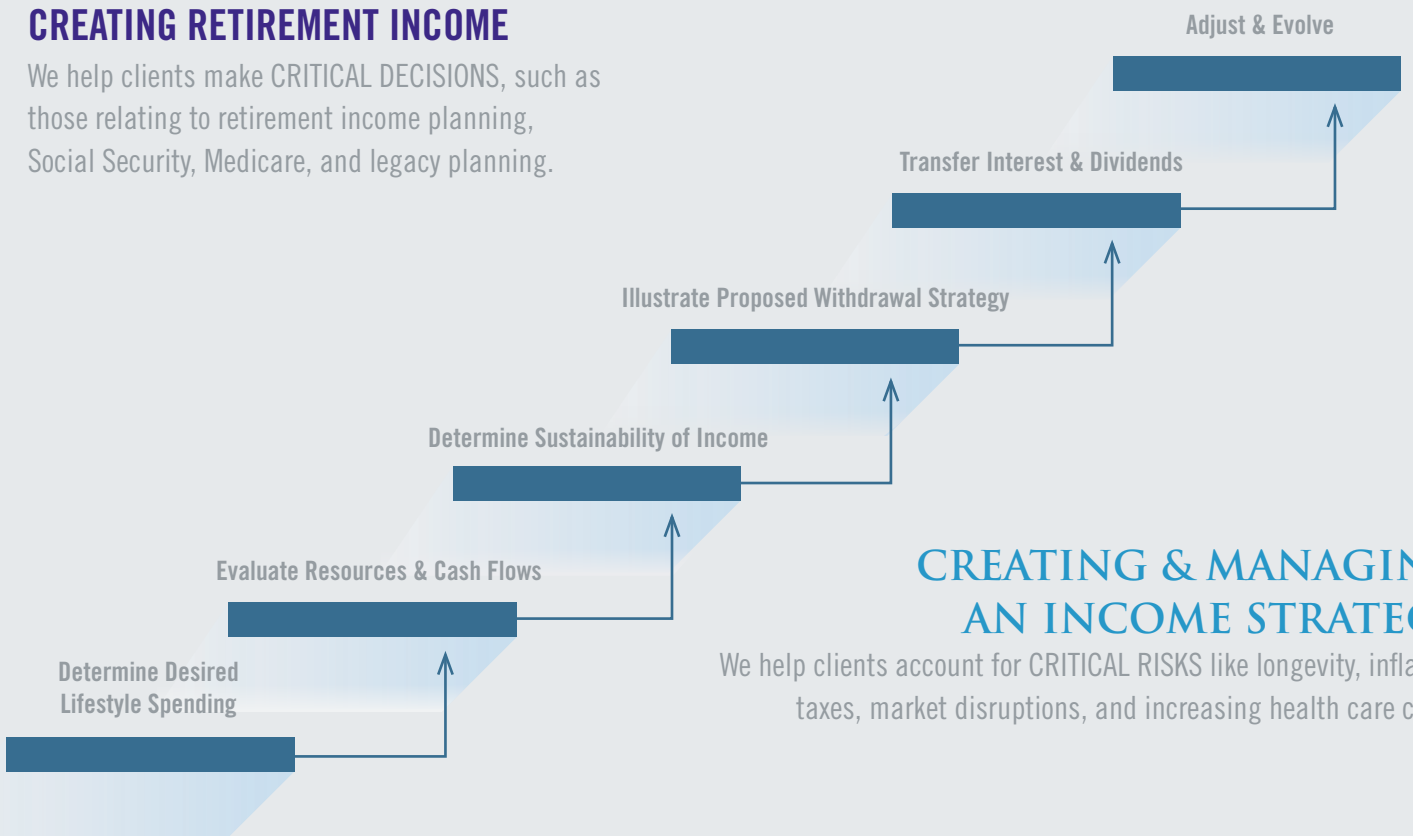 CREATING RETIREMENT INCOME
We help clients make CRITICAL DECISIONS, such as
those relating to retirement income planning,
Social Security, Medicare, and legacy planning.
Adjust & Evolve
Transfer Interest & Dividends
Illustrate Proposed Withdrawal Strategy
Determine Sustainability of Income
Evaluate Resources & Cash Flows
Determine Desired
Lifestyle Spending
CREATING & MANAGIN
AN INCOME STRATE
We help clients account for CRITICAL RISKS like longevity,
taxes, market disruptions, and increasing health care